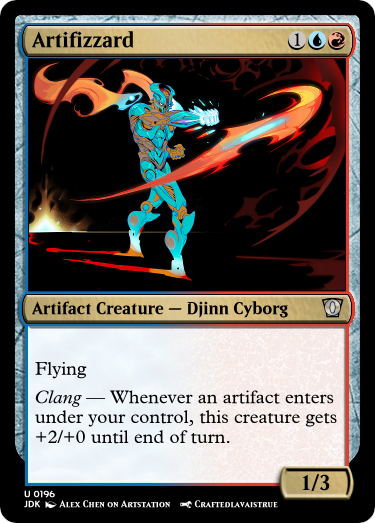 Artifizzard 1
Artifact Creature — Djinn Cyborg
Flying
Clang — Whenever an artifact enters
under your control, this creature gets
+2/+0 until end of turn.
1/3
U 0196
JDK Alex Chen on Artstation Craftedlavaistrue